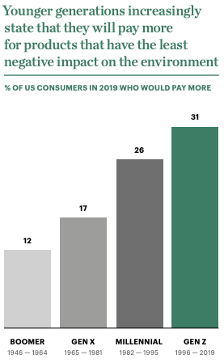 Younger generations increasingly
state that they will pay more
for products that have the least
negative impact on the environment
% OF US CONSUMERS IN 2019 WHO WOULD PAY MORE
31
26
17
12
BOOMER GEN X MILLENNIAL GEN Z
1946 — 1964 1965 — 1981 1982 — 1995 1996 — 2019